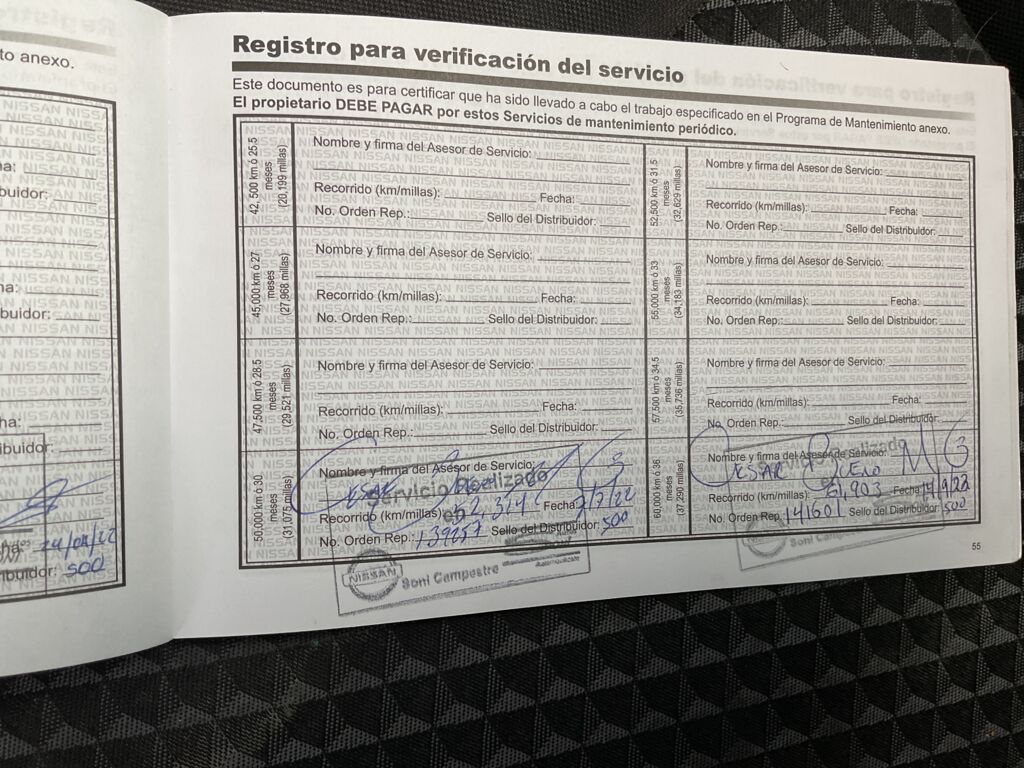 to anexo.
Registro para verificación del servicio
Este documento es para certificar que ha sido llevado a cabo el trabajo especificado en el Programa de Mantenimiento anexo.
El propietario DEBE PAGAR por estos Servicios de mantenimiento periódico.
42,500 km ó 25.5
meses
(20,199 millas)
Nombre y firma del Asesor de Servicio:
Recorrido (km/millas): Fecha:
No. Orden Rep.: Sello del Distribuidor:
45,000 km ó 27
meses
(27,968 millas)
Nombre y firma del Asesor de Servicio:
Recorrido (km/millas): Fecha:
No. Orden Rep.: Sello del Distribuidor:
47,500 km ó 28.5
meses
(29,521 millas)
Nombre y firma del Asesor de Servicio:
Recorrido (km/millas): Fecha:
No. Orden Rep.: Sello del Distribuidor:
50,000 km ó 30
meses
(31,075 millas)
Nombre y firma del Asesor de Servicio:
Servicio Realizado
Recorrido (km/millas): Fecha: 7/7/22
No. Orden Rep.: 139257 Sello del Distribuidor: 500
NISSAN Soni Campestre
52,500 km ó 31.5
meses
(32,629 millas)
Nombre y firma del Asesor de Servicio:
Recorrido (km/millas): Fecha:
No. Orden Rep.: Sello del Distribuidor:
55,000 km ó 33
meses
(34,183 millas)
Nombre y firma del Asesor de Servicio:
Recorrido (km/millas): Fecha:
No. Orden Rep.: Sello del Distribuidor:
57,500 km ó 34.5
meses
(35,736 millas)
Nombre y firma del Asesor de Servicio:
Recorrido (km/millas): Fecha:
No. Orden Rep.: Sello del Distribuidor:
60,000 km ó 36
meses
(37,290 millas)
Nombre y firma del Asesor de Servicio:
Servicio Realizado
Recorrido (km/millas): 61,903 Fecha: 14/9/22
No. Orden Rep. 141601 Sello del Distribuidor: 500
Soni Campestre
55